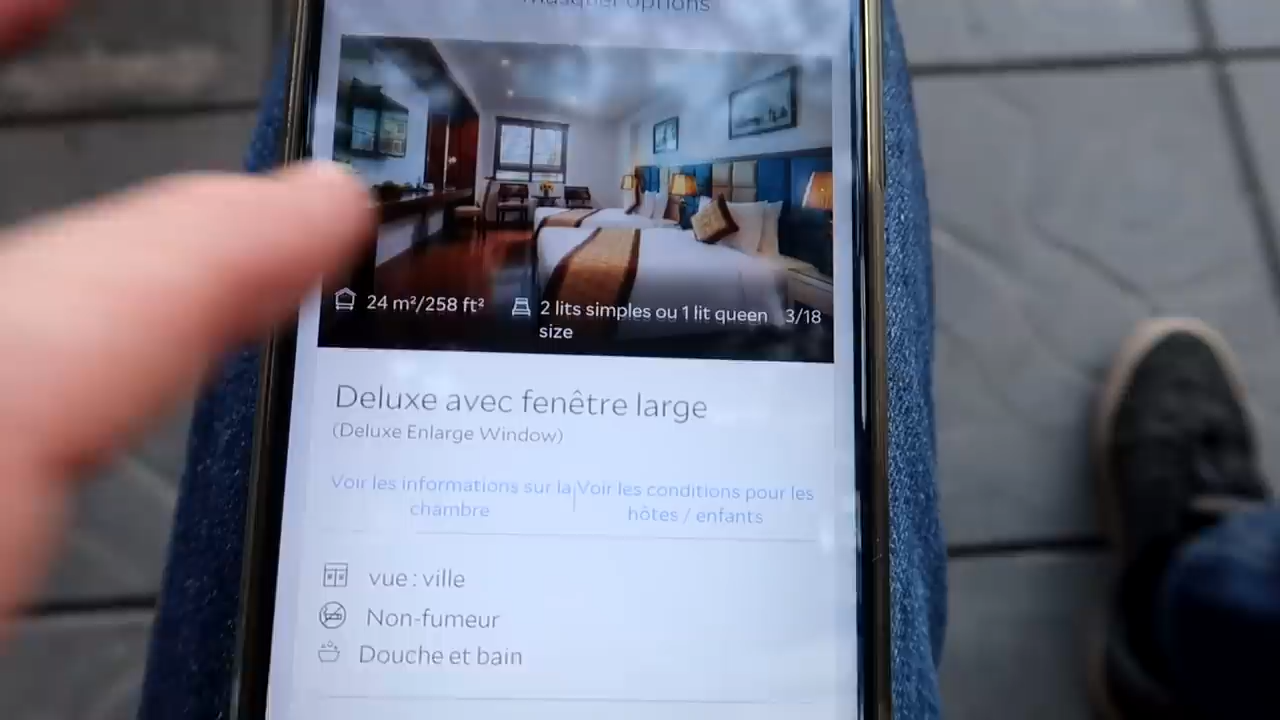 Masquer options
24 m²/258 ft²
2 lits simples ou 1 lit queen
size
3/18
Deluxe avec fenêtre large
(Deluxe Enlarge Window)
Voir les informations sur la
chambre
Voir les conditions pour les
hôtes / enfants
vue : ville
Non-fumeur
Douche et bain